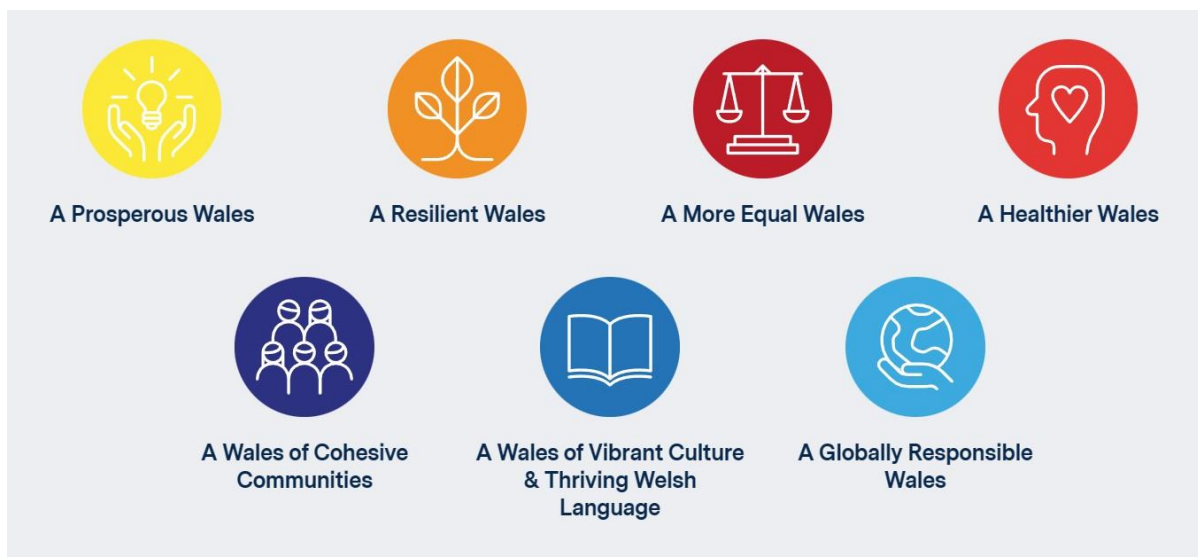 A Prosperous Wales
A Resilient Wales
A More Equal Wales
A Healthier Wales
A Wales of Cohesive
Communities
A Wales of Vibrant Culture
& Thriving Welsh
Language
A Globally Responsible
Wales